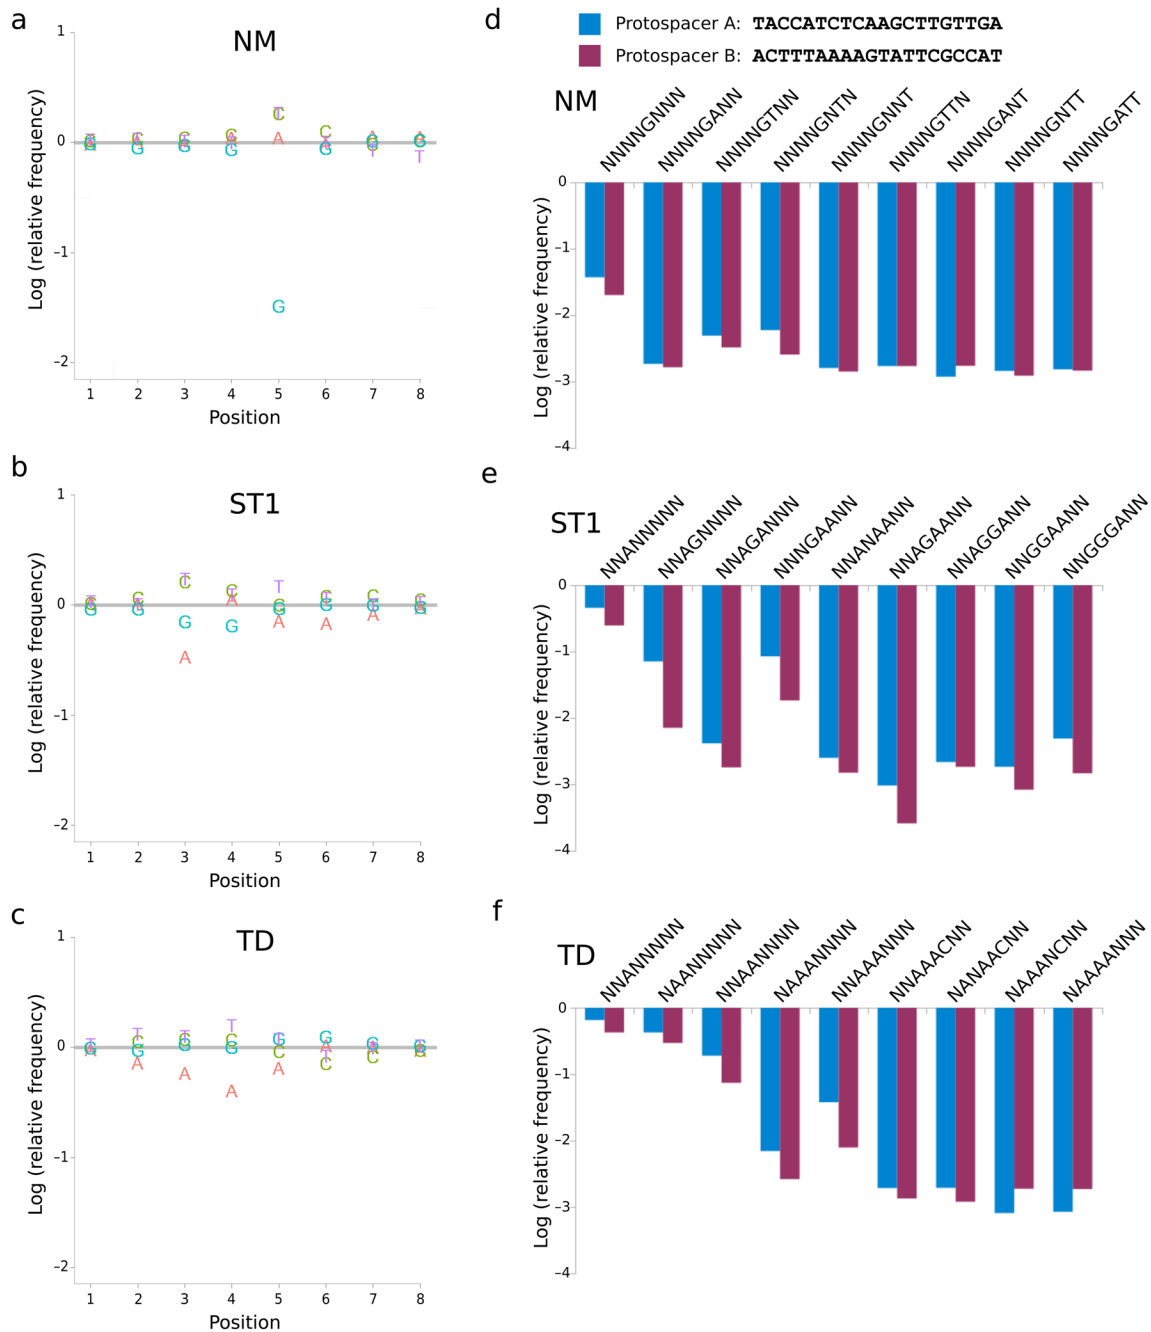 a
NM
Log (relative frequency)
1
0
–1
–2
G
T
C
A
G
1 2 3 4 5 6 7 8
Position
b
ST1
Log (relative frequency)
1
0
–1
–2
T
C
C
A
T
G
G
A
A
A
A
1 2 3 4 5 6 7 8
Position
c
TD
Log (relative frequency)
1
0
–1
–2
T
T
T
G
A
A
A
A
C
C
1 2 3 4 5 6 7 8
Position
d
Protospacer A: TACCATCTCAAGCTTGTTGA
Protospacer B: ACTTTAAAAGTATTCGCCAT
NM
NNNNGNNN
NNNNGANN
NNNNGTNN
NNNNGNTN
NNNNGNNT
NNNNGTTN
NNNNGANT
NNNNGNTT
NNNNGATT
Log (relative frequency)
0
–1
–2
–3
–4
e
ST1
NNANNNNN
NNAGNNNN
NNAGANNN
NNNGAANN
NNANAANN
NNAGAANN
NNAGGANN
NNGGAANN
NNGGGANN
Log (relative frequency)
0
–1
–2
–3
–4
f
TD
NNANNNNN
NAANNNNN
NNAANNNN
NAAANNNN
NNAAANNN
NNAAACNN
NANAACNN
NAAANCNN
NAAAANNN
Log (relative frequency)
0
–1
–2
–3
–4